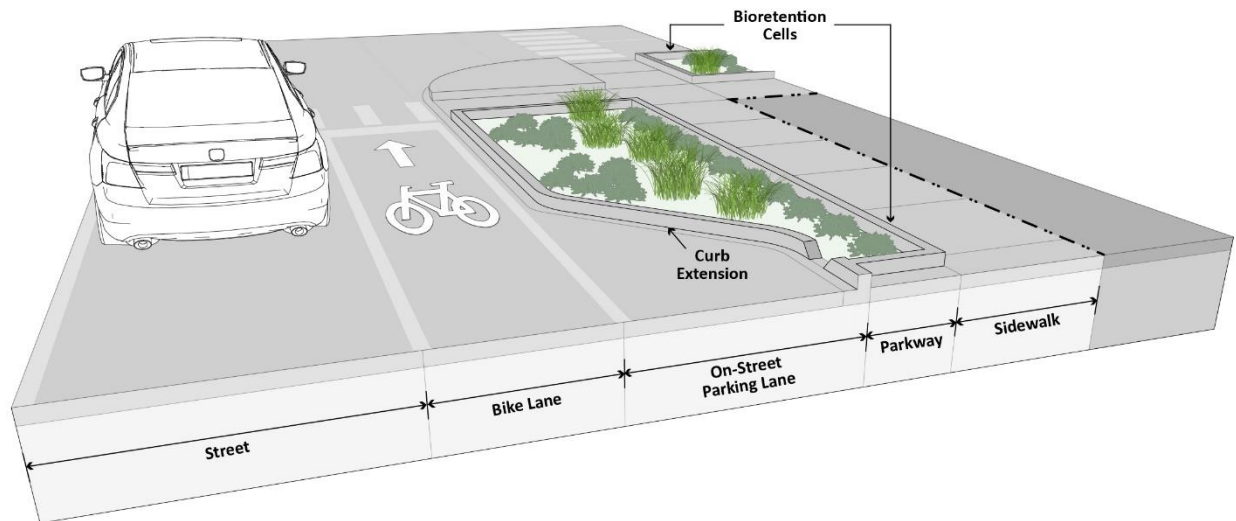 Bioretention
Cells
Curb
Extension
Sidewalk
Parkway
On-Street
Parking Lane
Bike Lane
Street